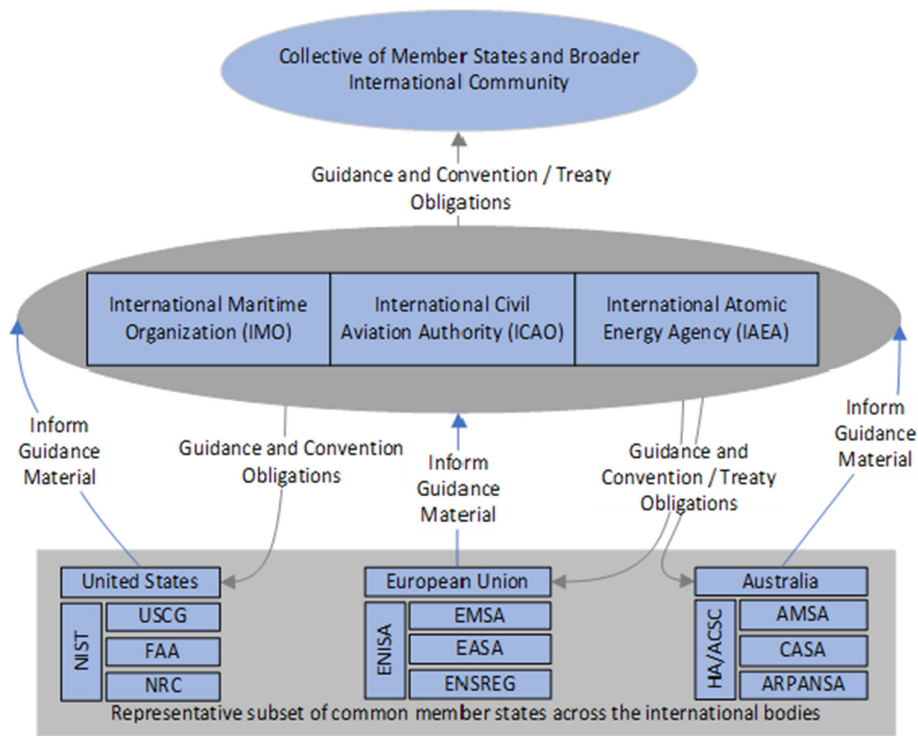 Collective of Member States and Broader
International Community
Guidance and Convention / Treaty
Obligations
International Maritime
Organization (IMO)
International Civil
Aviation Authority (ICAO)
International Atomic
Energy Agency (IAEA)
Inform
Guidance
Material
Guidance and Convention
Obligations
Inform
Guidance
Material
Guidance and
Convention / Treaty
Obligations
Inform
Guidance
Material
United States
NIST
USCG
FAA
NRC
European Union
ENISA
EMSA
EASA
ENSREG
Australia
HA/ACSC
AMSA
CASA
ARPANSA
Representative subset of common member states across the international bodies